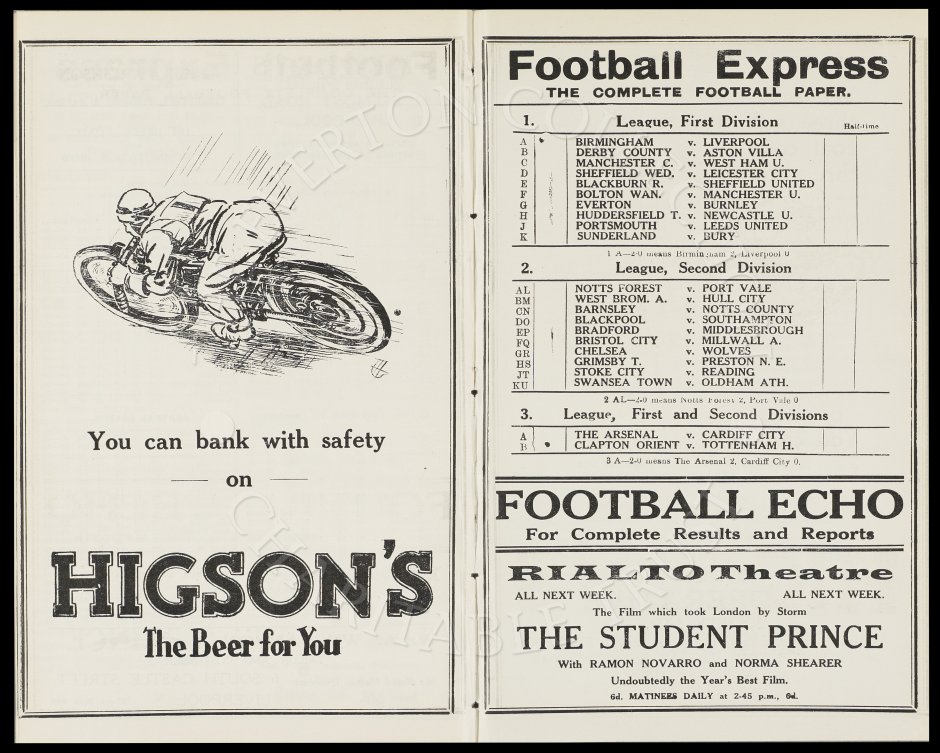 You can bank with safety
on
HIGSON'S
The Beer for You
Football Express
THE COMPLETE FOOTBALL PAPER.
1. League, First Division Half-time
A BIRMINGHAM v. LIVERPOOL
B DERBY COUNTY v. ASTON VILLA
C MANCHESTER C. v. WEST HAM U.
D SHEFFIELD WED. v. LEICESTER CITY
E BLACKBURN R. v. SHEFFIELD UNITED
F BOLTON WAN. v. MANCHESTER U.
G EVERTON v. BURNLEY
H HUDDERSFIELD T. v. NEWCASTLE U.
J PORTSMOUTH v. LEEDS UNITED
K SUNDERLAND v. BURY
1 A—2-0 means Birmingham 2, Liverpool 0
2. League, Second Division
AL NOTTS FOREST v. PORT VALE
BM WEST BROM. A. v. HULL CITY
CN BARNSLEY v. NOTTS COUNTY
DO BLACKPOOL v. SOUTHAMPTON
EP BRADFORD v. MIDDLESBROUGH
FQ BRISTOL CITY v. MILLWALL A.
GR CHELSEA v. WOLVES
HS GRIMSBY T. v. PRESTON N. E.
JT STOKE CITY v. READING
KU SWANSEA TOWN v. OLDHAM ATH.
2 AL—2-0 means Notts Forest 2, Port Vale 0
3. League, First and Second Divisions
A THE ARSENAL v. CARDIFF CITY
B CLAPTON ORIENT v. TOTTENHAM H.
3 A—2-0 means The Arsenal 2, Cardiff City 0.
FOOTBALL ECHO
For Complete Results and Reports
RIALTO Theatre
ALL NEXT WEEK. ALL NEXT WEEK.
The Film which took London by Storm
THE STUDENT PRINCE
With RAMON NOVARRO and NORMA SHEARER
Undoubtedly the Year's Best Film.
6d. MATINEES DAILY at 2-45 p.m., 6d.